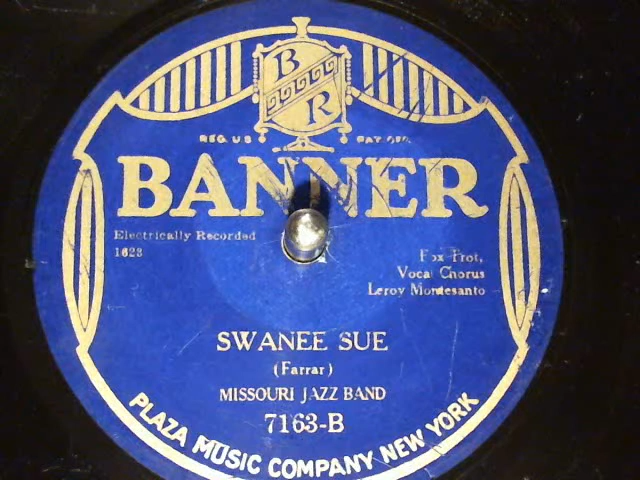 B
R
REG. US PAT. OFF.
BANNER
Electrically Recorded
1623
Fox Trot,
Vocal Chorus
Leroy Montesanto
SWANEE SUE
(Farrar)
MISSOURI JAZZ BAND
7163-B
PLAZA MUSIC COMPANY NEW YORK